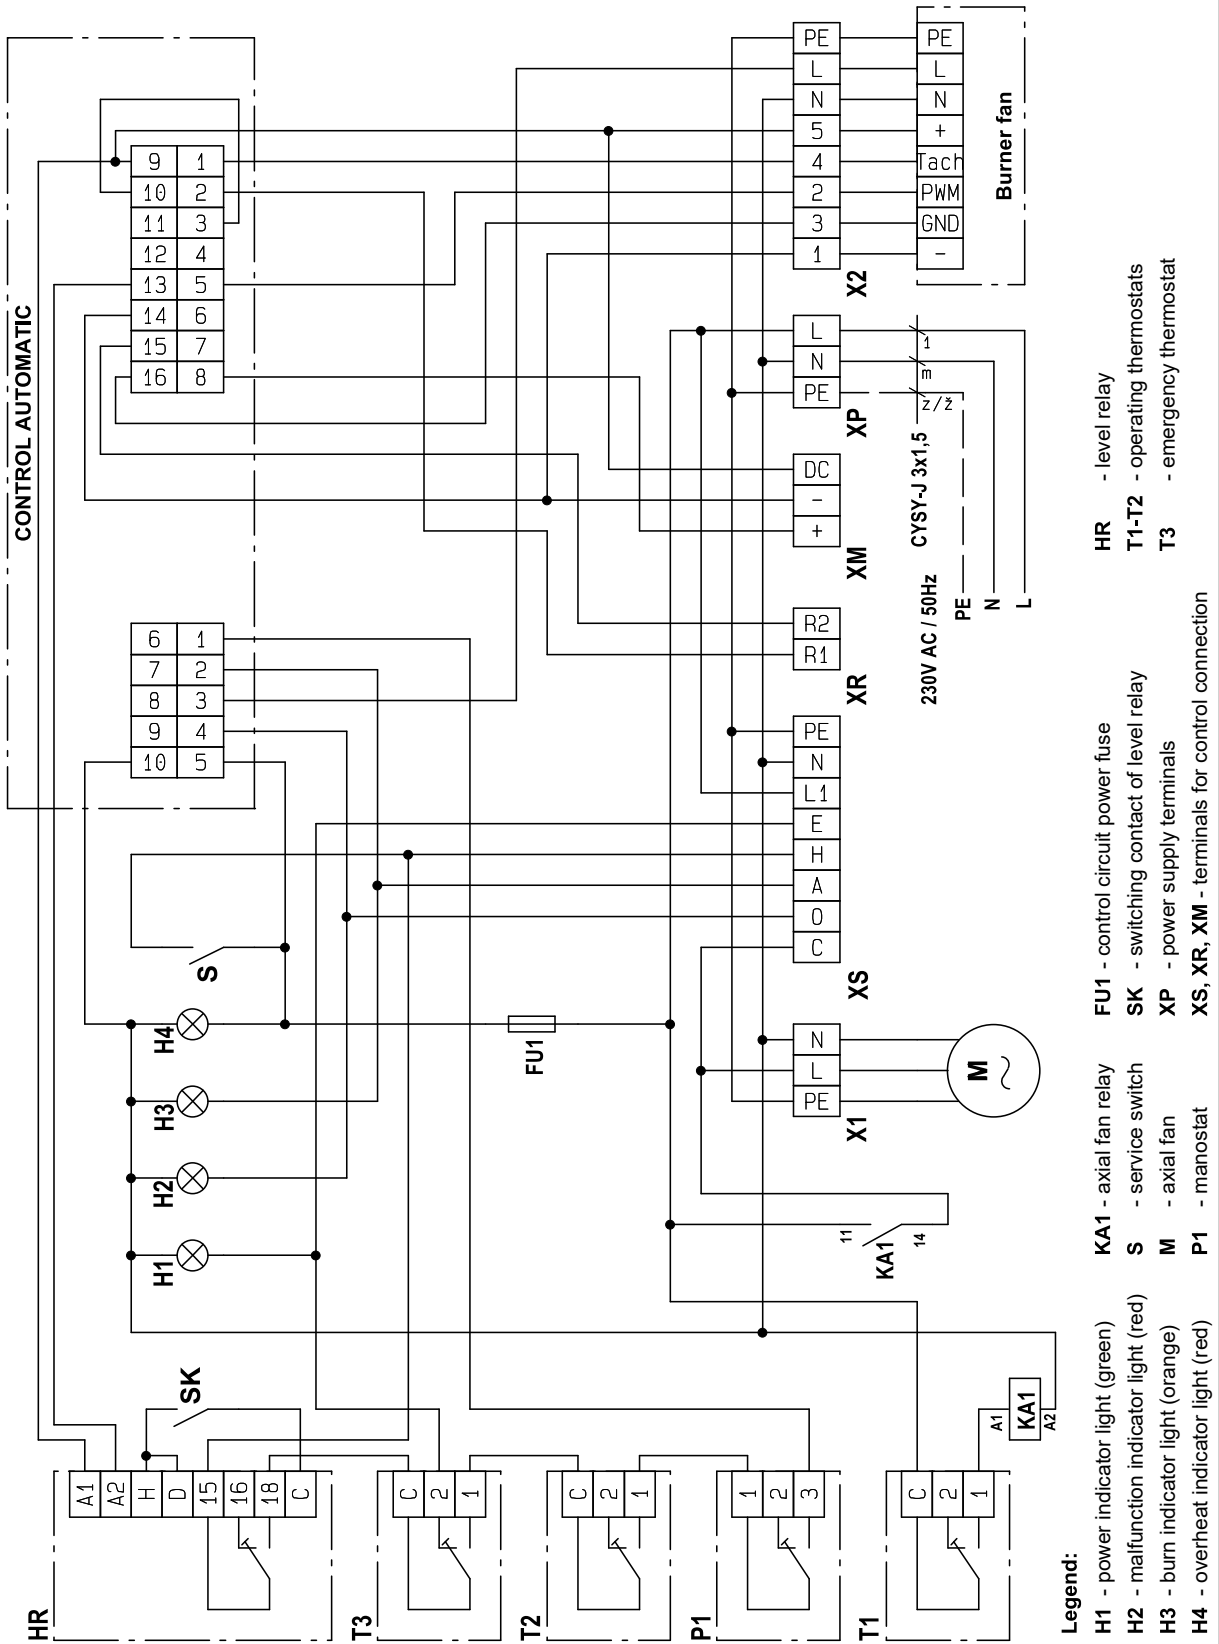 CONTROL AUTOMATIC
9 1
10 2
11 3
12 4
13 5
14 6
15 7
16 8
6 1
7 2
8 3
9 4
10 5
PE PE
L L
N N
5 +
4 Tach
2 PWM
3 GND
1 -
X2
Burner fan
L
N
PE
XP
1
m
z/ž
CYSY-J 3x1,5
230V AC / 50Hz
PE
N
L
DC
-
+
XM
R2
R1
XR
PE
N
L1
E
H
A
O
C
XS
N
L
PE
X1
M
~
S
H4
H3
H2
H1
FU1
11
14
KA1
SK
HR
A1
A2
H
D
15
16
18
C
T3
C
2
1
T2
C
2
1
P1
1
2
3
T1
C
2
1
A1
KA1
A2
Legend:
H1 - power indicator light (green)
H2 - malfunction indicator light (red)
H3 - burn indicator light (orange)
H4 - overheat indicator light (red)
KA1 - axial fan relay
S - service switch
M - axial fan
P1 - manostat
FU1 - control circuit power fuse
SK - switching contact of level relay
XP - power supply terminals
XS, XR, XM - terminals for control connection
HR - level relay
T1-T2 - operating thermostats
T3 - emergency thermostat